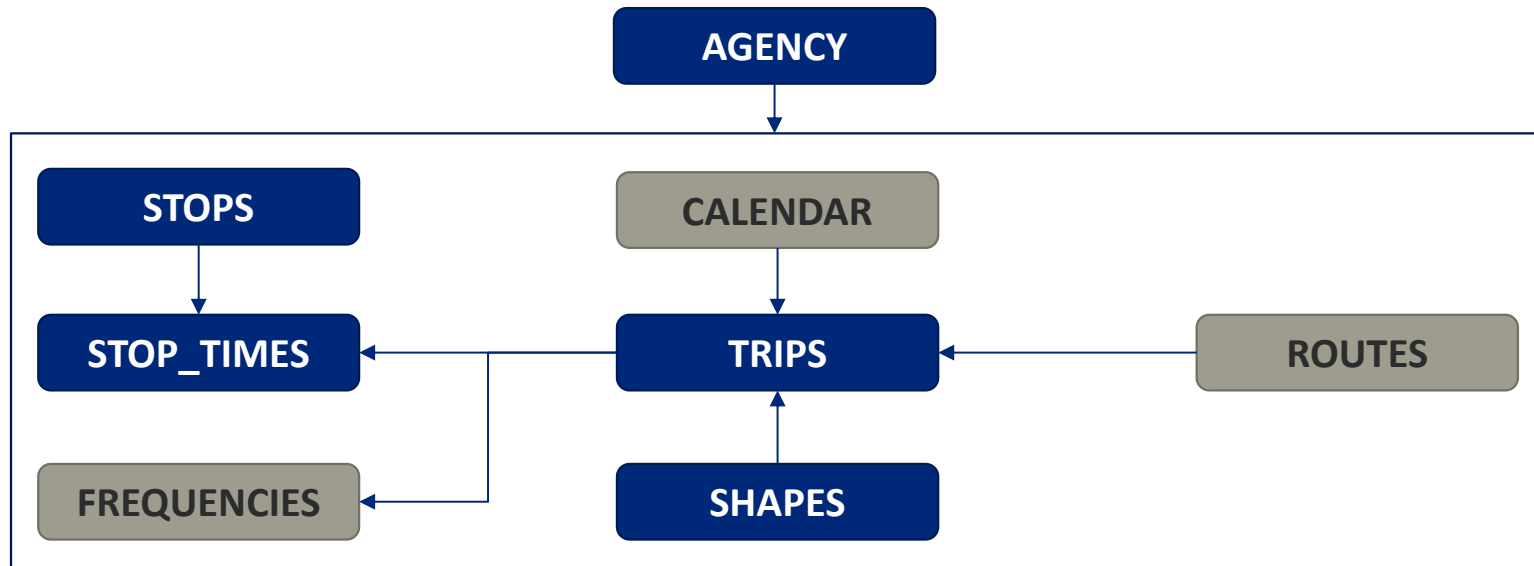 AGENCY
STOPS
CALENDAR
STOP_TIMES
TRIPS
ROUTES
FREQUENCIES
SHAPES